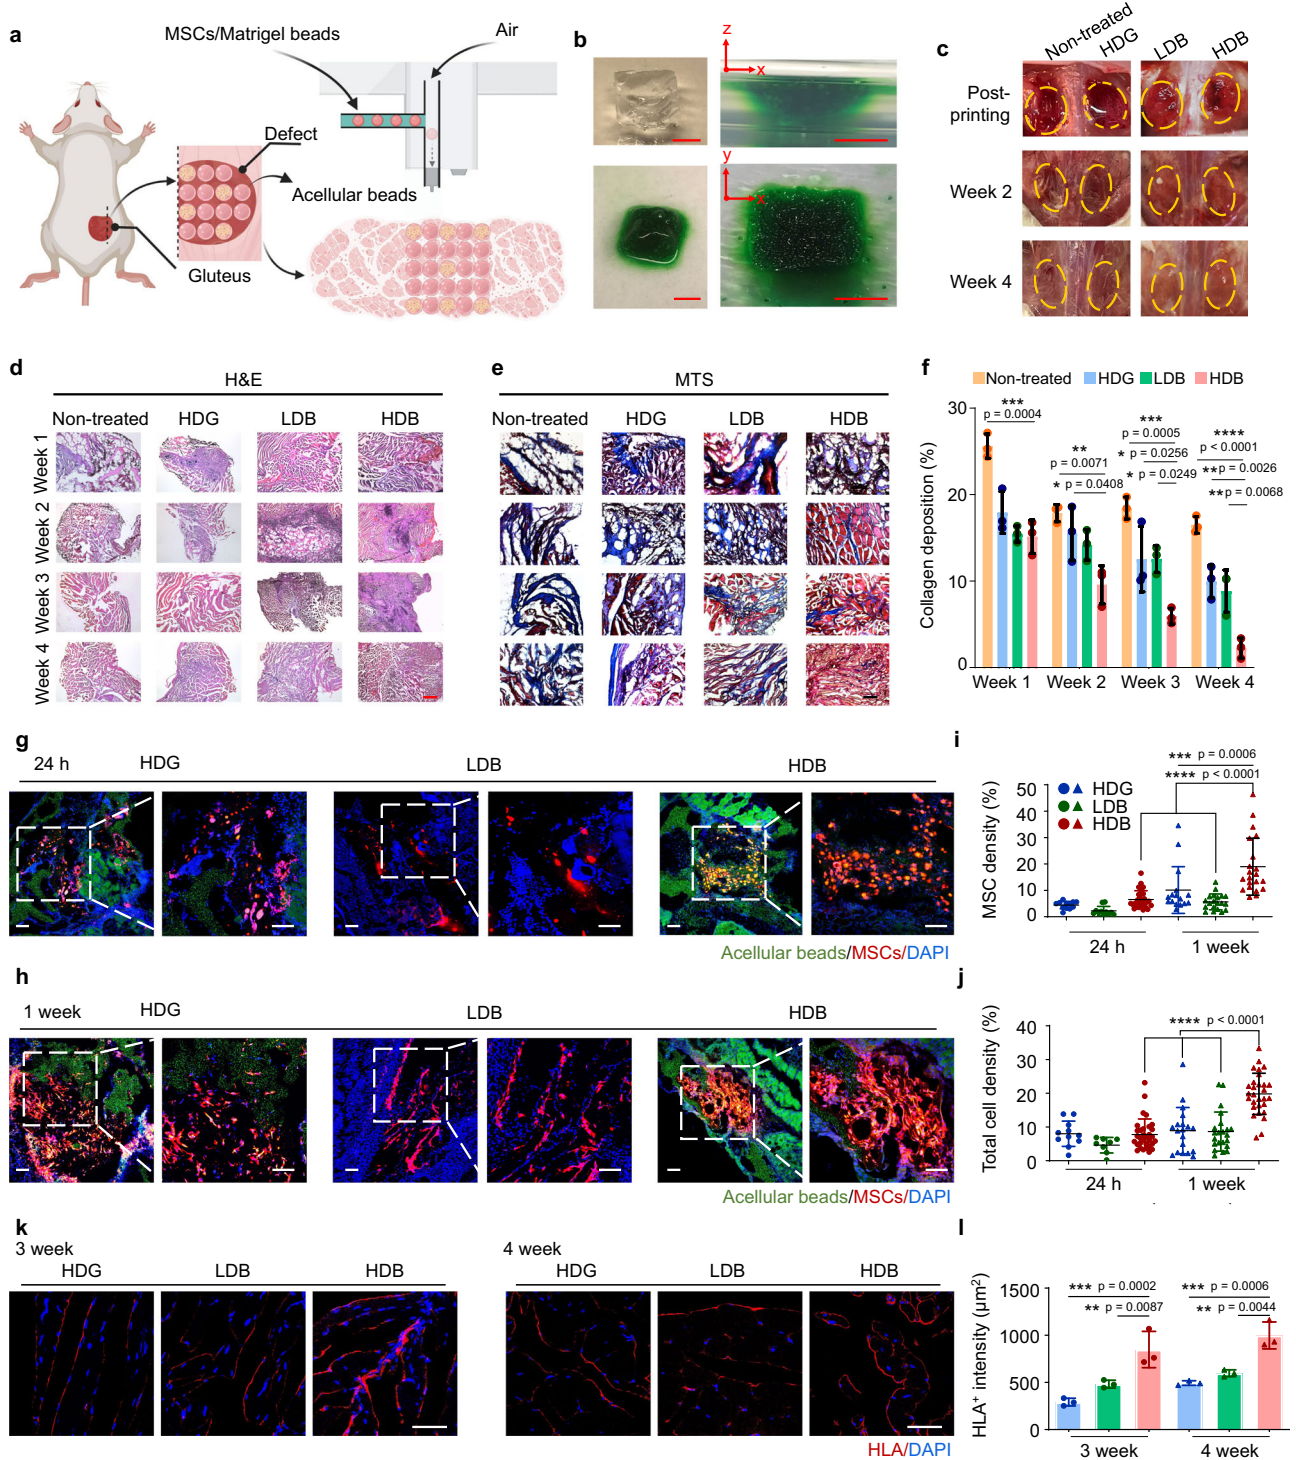 a
MSCs/Matrigel beads
Air
Defect
Acellular beads
Gluteus
b
z
x
y
x
c
Non-treated
HDG
LDB
HDB
Post-
printing
Week 2
Week 4
d
H&E
Non-treated
HDG
LDB
HDB
Week 1
Week 2
Week 3
Week 4
e
MTS
Non-treated
HDG
LDB
HDB
f
Non-treated
HDG
LDB
HDB
Collagen deposition (%)
30
20
10
0
***
p = 0.0004
**
p = 0.0071
* p = 0.0408
***
p = 0.0005
* p = 0.0256
* p = 0.0249
****
p < 0.0001
** p = 0.0026
** p = 0.0068
Week 1
Week 2
Week 3
Week 4
g
24 h
HDG
LDB
HDB
Acellular beads/MSCs/DAPI
h
1 week
HDG
LDB
HDB
Acellular beads/MSCs/DAPI
i
MSC density (%)
50
40
30
20
10
0
HDG
LDB
HDB
*** p = 0.0006
**** p < 0.0001
24 h
1 week
j
Total cell density (%)
40
30
20
10
0
**** p < 0.0001
24 h
1 week
k
3 week
HDG
LDB
HDB
4 week
HDG
LDB
HDB
HLA/DAPI
l
HLA⁺ intensity (µm²)
1500
1000
500
0
*** p = 0.0002
** p = 0.0087
*** p = 0.0006
** p = 0.0044
3 week
4 week